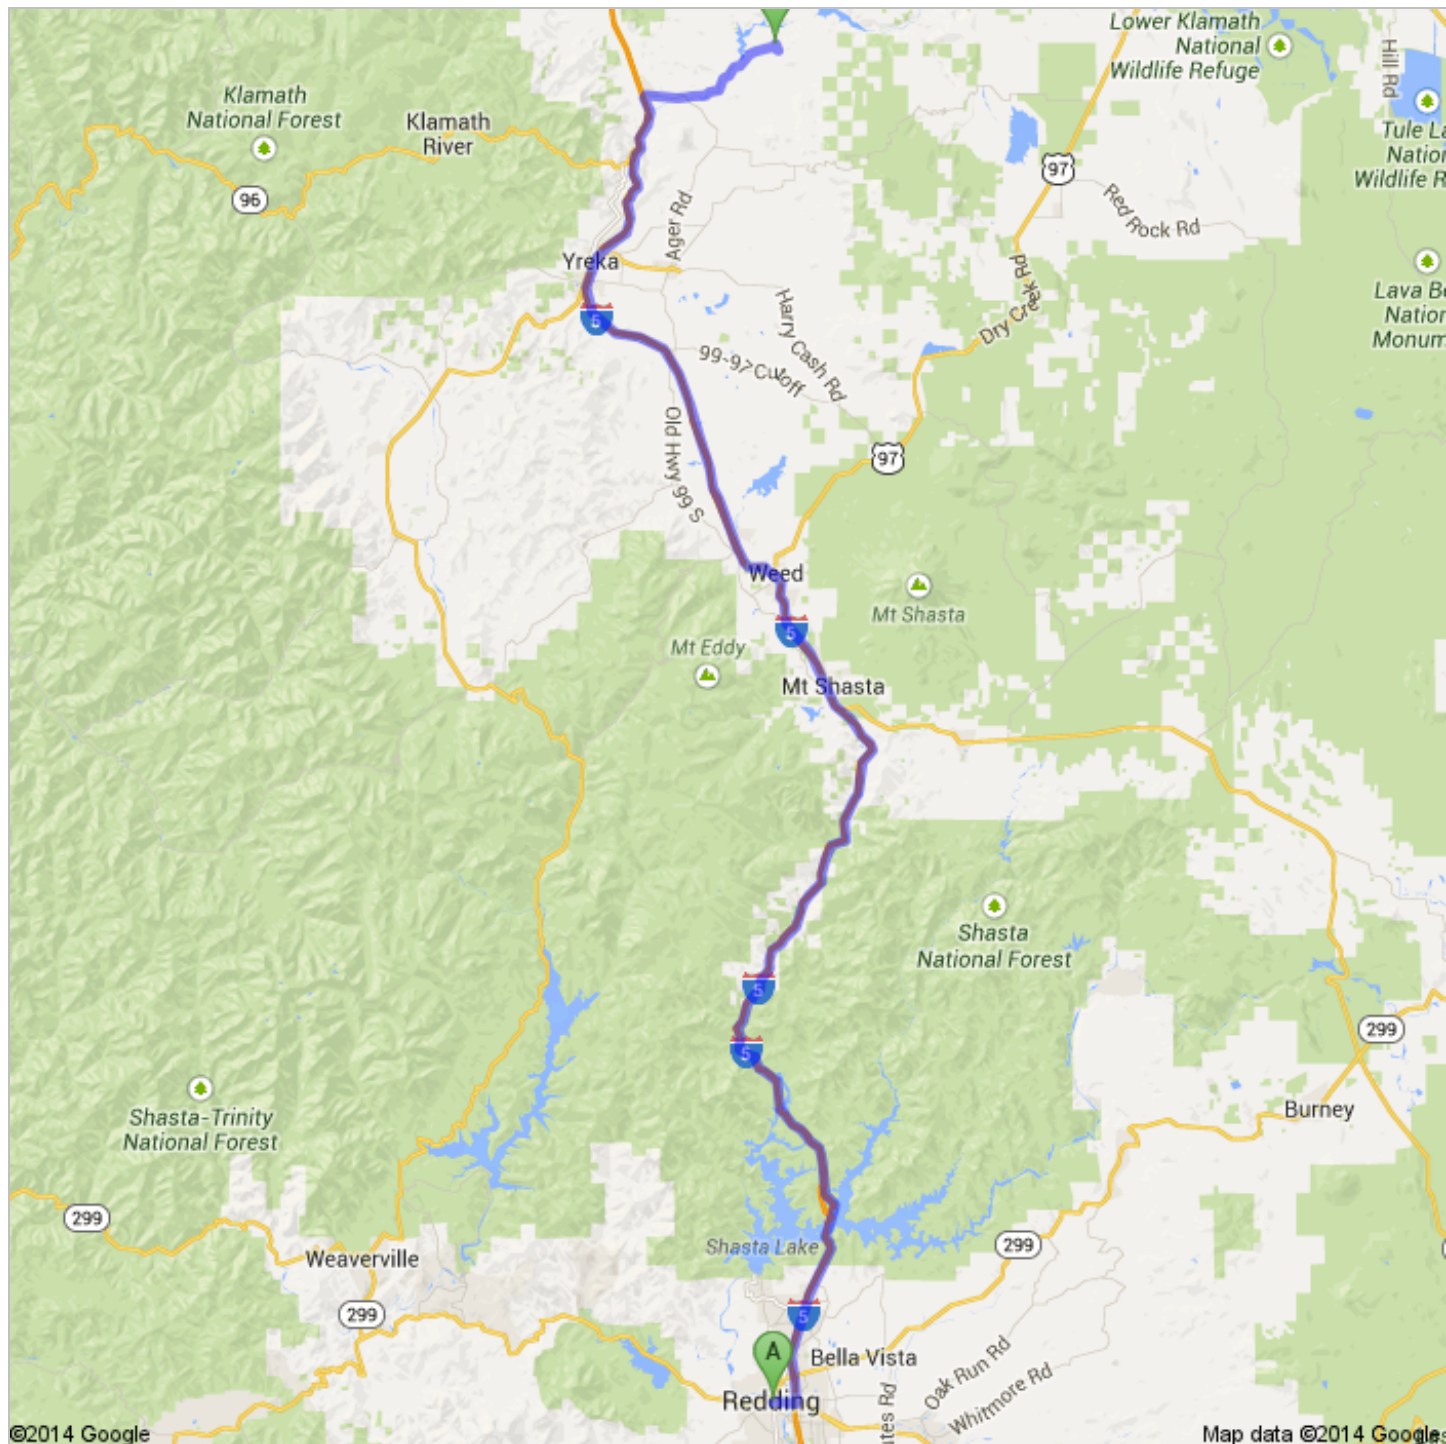 Lower Klamath
National
Wildlife Refuge
Hill Rd
Klamath
National Forest
Klamath
River
97
Tule La
Nation
Wildlife R
96
Red Rock Rd
Ager Rd
Yreka
Dry Creek Rd
Lava Be
Nation
Monum
5
Harry Cash Rd
99-97 Cutoff
Old Hwy 99 S
97
Weed
Mt Shasta
5
Mt Eddy
Mt Shasta
Shasta
National Forest
5
299
5
Shasta-Trinity
National Forest
Burney
299
299
Shasta Lake
Weaverville
299
5
A
Bella Vista
Oak Run Rd
Whitmore Rd
Redding
ates Rd
©2014 Google
Map data ©2014 Google